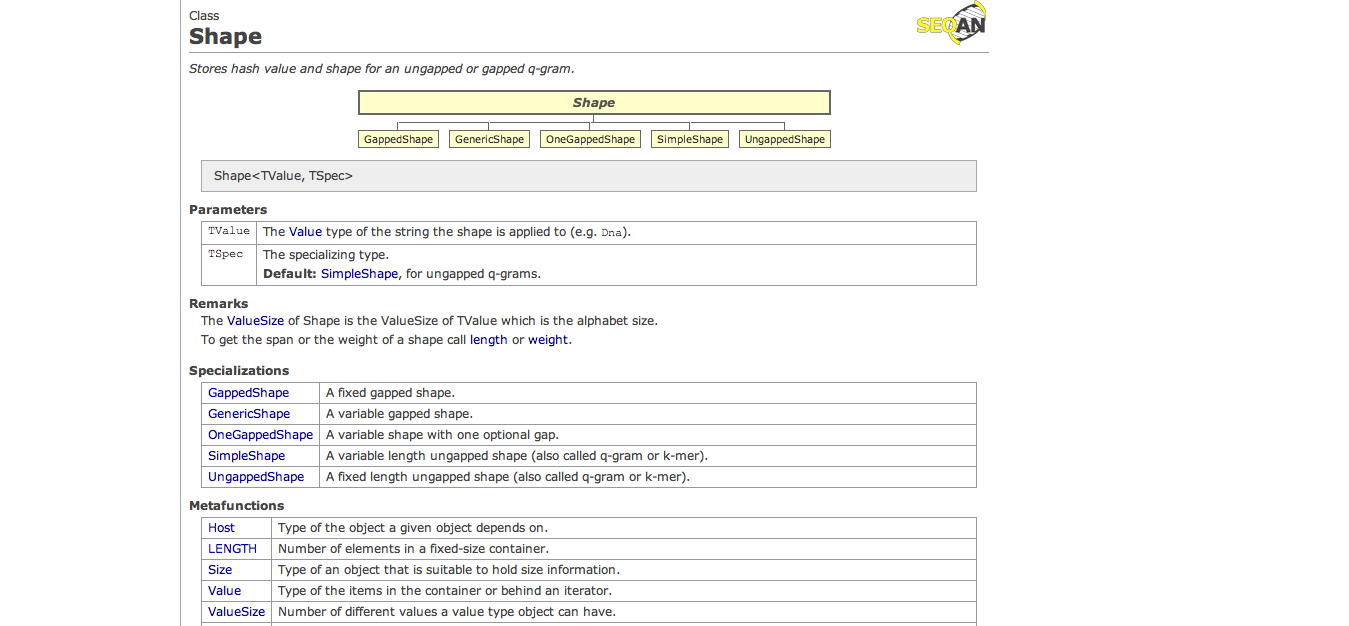 Class
Shape
SEQAN
Stores hash value and shape for an ungapped or gapped q-gram.
Shape
GappedShape GenericShape OneGappedShape SimpleShape UngappedShape
Shape<TValue, TSpec>
Parameters
TValue The Value type of the string the shape is applied to (e.g. Dna).
TSpec The specializing type.
Default: SimpleShape, for ungapped q-grams.
Remarks
The ValueSize of Shape is the ValueSize of TValue which is the alphabet size.
To get the span or the weight of a shape call length or weight.
Specializations
GappedShape A fixed gapped shape.
GenericShape A variable gapped shape.
OneGappedShape A variable shape with one optional gap.
SimpleShape A variable length ungapped shape (also called q-gram or k-mer).
UngappedShape A fixed length ungapped shape (also called q-gram or k-mer).
Metafunctions
Host Type of the object a given object depends on.
LENGTH Number of elements in a fixed-size container.
Size Type of an object that is suitable to hold size information.
Value Type of the items in the container or behind an iterator.
ValueSize Number of different values a value type object can have.